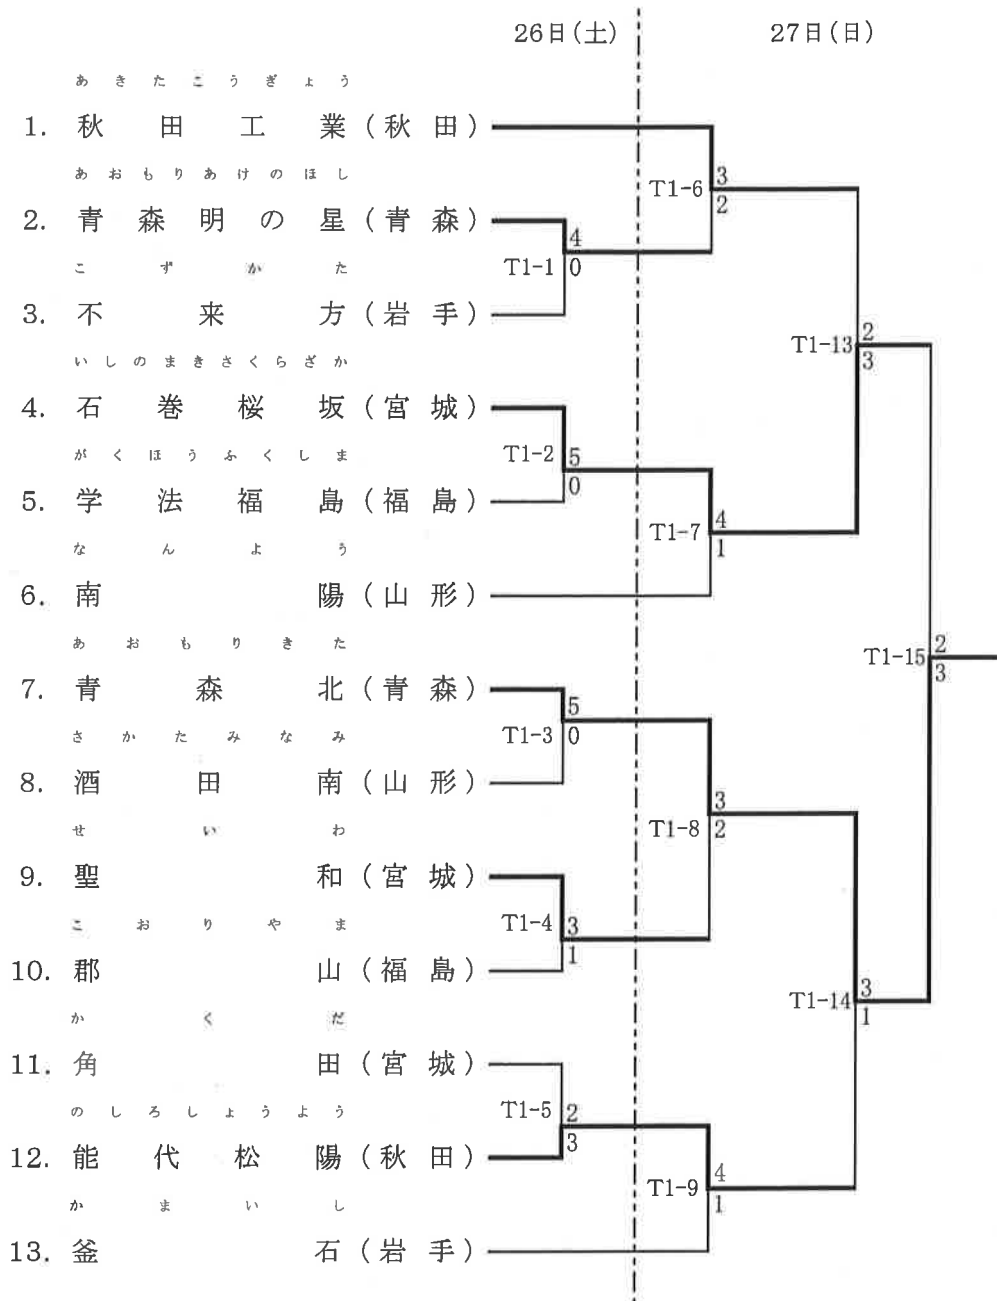 26日(土) 27日(日)
あきたこうぎょう
1. 秋田工業(秋田)
あおもりあけのほし
T1-6 3
2
2. 青森明の星(青森)
4
こずかた
T1-1 0
3. 不来方(岩手)
T1-13 2
3
いしのまきさくらざか
4. 石巻桜坂(宮城)
がくほうふくしま
T1-2 5
0
5. 学法福島(福島)
T1-7 4
1
なんよう
6. 南陽(山形)
あおもりきた
T1-15 2
3
7. 青森北(青森)
5
さかたみなみ
T1-3 0
8. 酒田南(山形)
せいわ
T1-8 3
2
9. 聖和(宮城)
こおりやま
T1-4 3
1
10. 郡山(福島)
T1-14 3
1
かくだ
11. 角田(宮城)
のしろしょうよう
T1-5 2
3
12. 能代松陽(秋田)
T1-9 4
1
かまいし
13. 釜石(岩手)